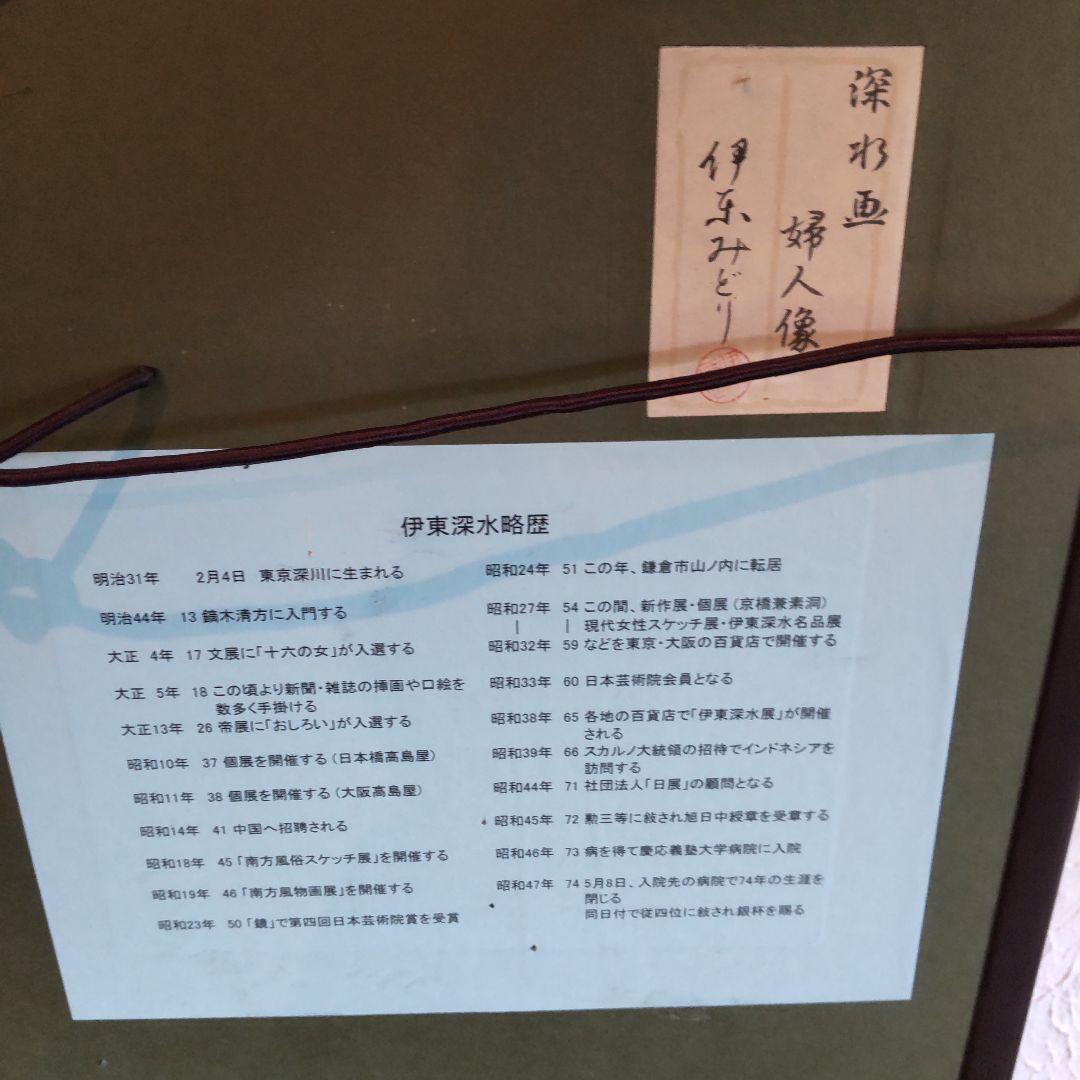 深水画
婦人像
伊東みどり
伊東深水略歴
明治31年 2月4日 東京深川に生まれる
明治44年 13 鏑木清方に入門する
大正 4年 17 文展に「十六の女」が入選する
大正 5年 18 この頃より新聞・雑誌の挿画や口絵を
数多く手掛ける
大正13年 26 帝展に「おしろい」が入選する
昭和10年 37 個展を開催する(日本橋高島屋)
昭和11年 38 個展を開催する(大阪高島屋)
昭和14年 41 中国へ招聘される
昭和18年 45 「南方風俗スケッチ展」を開催する
昭和19年 46 「南方風物画展」を開催する
昭和23年 50 「鏡」で第四回日本芸術院賞を受賞
昭和24年 51 この年、鎌倉市山ノ内に転居
昭和27年 54 この間、新作展・個展(京橋兼素洞)
| | 現代女性スケッチ展・伊東深水名品展
昭和32年 59 などを東京・大阪の百貨店で開催する
昭和33年 60 日本芸術院会員となる
昭和38年 65 各地の百貨店で「伊東深水展」が開催
される
昭和39年 66 スカルノ大統領の招待でインドネシアを
訪問する
昭和44年 71 社団法人「日展」の顧問となる
昭和45年 72 勲三等に敍され旭日中綬章を受章する
昭和46年 73 病を得て慶応義塾大学病院に入院
昭和47年 74 5月8日、入院先の病院で74年の生涯を
閉じる
同日付で従四位に敍され銀杯を賜る